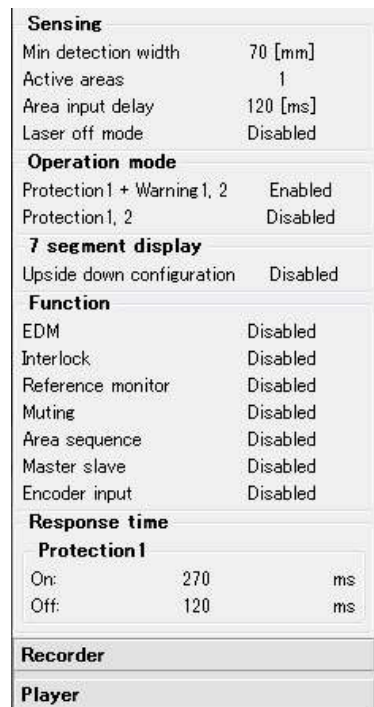 Sensing
Min detection width 70 [mm]
Active areas 1
Area input delay 120 [ms]
Laser off mode Disabled
Operation mode
Protection1 + Warning1, 2 Enabled
Protection1, 2 Disabled
7 segment display
Upside down configuration Disabled
Function
EDM Disabled
Interlock Disabled
Reference monitor Disabled
Muting Disabled
Area sequence Disabled
Master slave Disabled
Encoder input Disabled
Response time
Protection1
On: 270 ms
Off: 120 ms
Recorder
Player